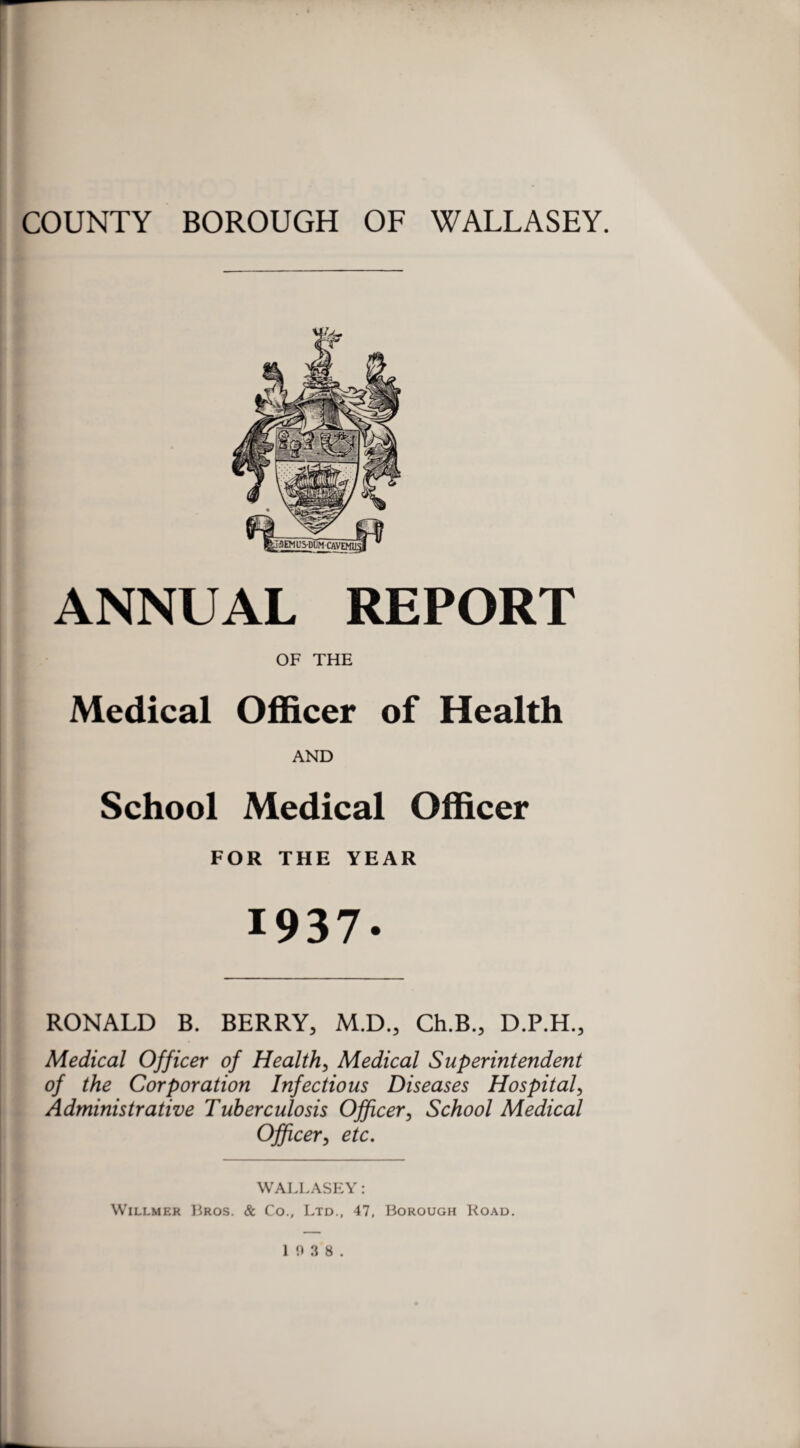 COUNTY BOROUGH OF WALLASEY.
DUM CAVEMUS
ANNUAL REPORT
OF THE
Medical Officer of Health
AND
School Medical Officer
FOR THE YEAR
1937.
RONALD B. BERRY, M.D., Ch.B., D.P.H.,
Medical Officer of Health, Medical Superintendent
of the Corporation Infectious Diseases Hospital,
Administrative Tuberculosis Officer, School Medical
Officer, etc.
WALLASEY:
Willmer Bros. & Co., Ltd., 47, Borough Road.
1938.